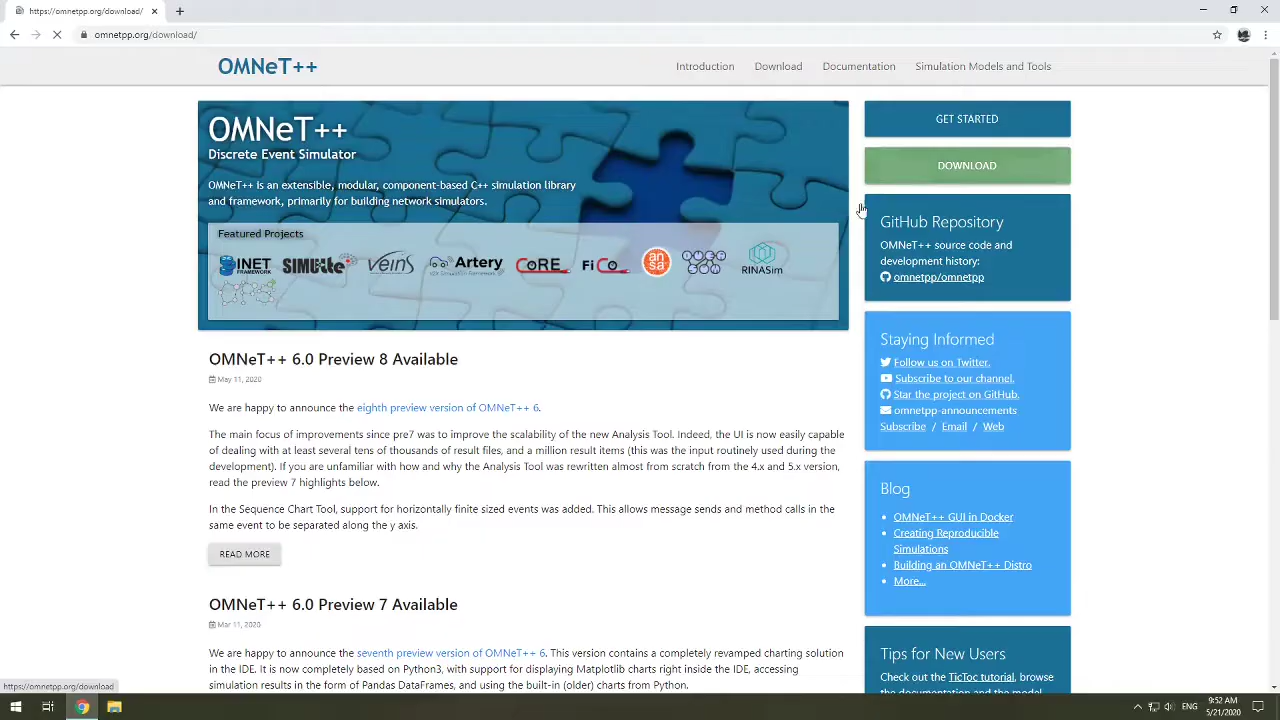 https://omnetpp.org/download/
omnetpp.org/download/
OMNeT++
Introduction
Download
Documentation
Simulation Models and Tools
OMNeT++
Discrete Event Simulator
OMNeT++ is an extensible, modular, component-based C++ simulation library
and framework, primarily for building network simulators.
Featured Projects
INET FRAMEWORK
SIMULTE
veins
Artery
V2X Simulation Framework
CoRE
FiCo
ansa
RINASim
GET STARTED
DOWNLOAD
GitHub Repository
OMNeT++ source code and
development history:
omnetpp/omnetpp
Staying Informed
Follow us on Twitter.
Subscribe to our channel.
Star the project on GitHub.
omnetpp-announcements
Subscribe / Email / Web
Blog
OMNeT++ GUI in Docker
Creating Reproducible
Simulations
Building an OMNeT++ Distro
More...
Tips for New Users
Check out the TicToc tutorial, browse
the documentation and the model
OMNeT++ 6.0 Preview 8 Available
May 11, 2020
We are happy to announce the eighth preview version of OMNeT++ 6.
The main focus of improvements since pre7 was to improve the scalability of the new Analysis Tool. Indeed, the UI is now easily capable
of dealing with at least several tens of thousands of result files, and a million result items (this was the input routinely used during the
development). If you are unfamiliar with how and why the Analysis Tool was rewritten almost from scratch from the 4.x and 5.x version,
read the preview 7 highlights below.
In the Sequence Chart Tool, support for horizontally finite sized events was added. This allows message sends and method calls in the
same event to be separated along the y axis.
READ MORE
OMNeT++ 6.0 Preview 7 Available
Mar 11, 2020
We are happy to announce the seventh preview version of OMNeT++ 6. This version contains a completely revamped charting solution
in the IDE. it is now completely based on Python3, with support for displaying Matplotlib charts right inside the IDE, accessing
simulation results in the form of Pandas DataFrames, and using the built-in (older) charts from Python.
https://omnetpp.org/download
ENG
9:52 AM
5/21/2020